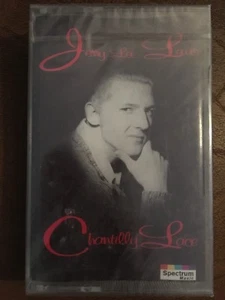 Jerry Lee Lewis
Chantilly Lace
Spectrum
Music